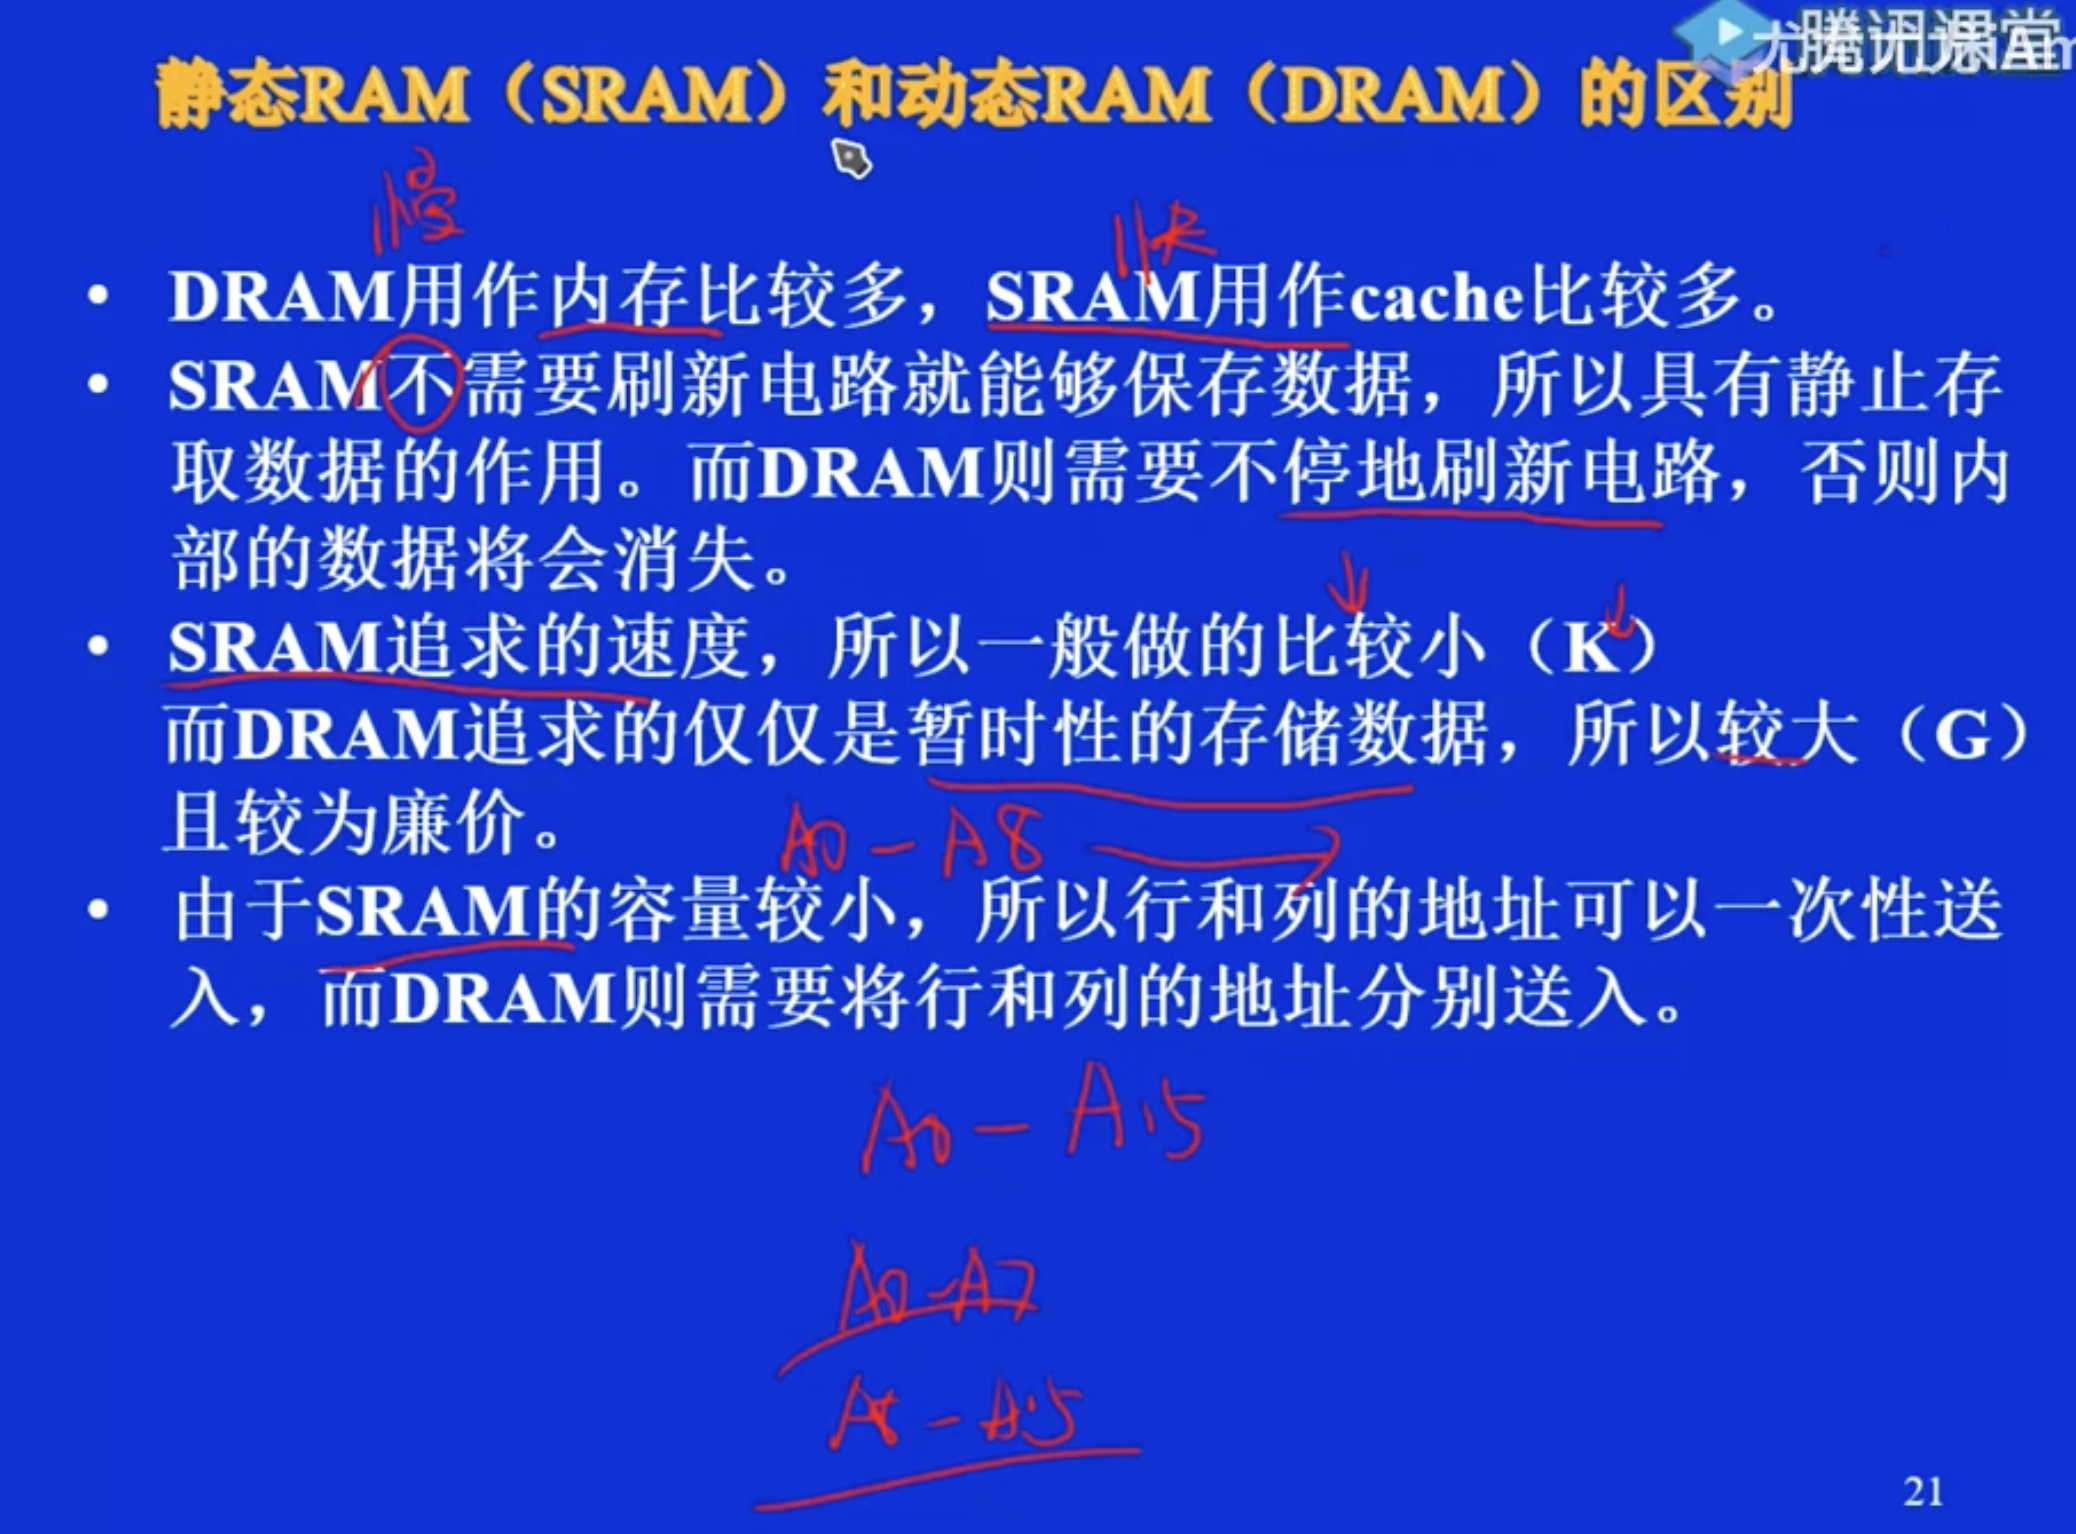 腾讯课堂
静态RAM（SRAM）和动态RAM（DRAM）的区别
慢
快
• DRAM用作内存比较多，SRAM用作cache比较多。
• SRAM不需要刷新电路就能够保存数据，所以具有静止存
取数据的作用。而DRAM则需要不停地刷新电路，否则内
部的数据将会消失。
• SRAM追求的速度，所以一般做的比较小（K）
而DRAM追求的仅仅是暂时性的存储数据，所以较大（G）
且较为廉价。
A0-A8
• 由于SRAM的容量较小，所以行和列的地址可以一次性送
入，而DRAM则需要将行和列的地址分别送入。
A0-A15
A0-A7
A8-A15
21